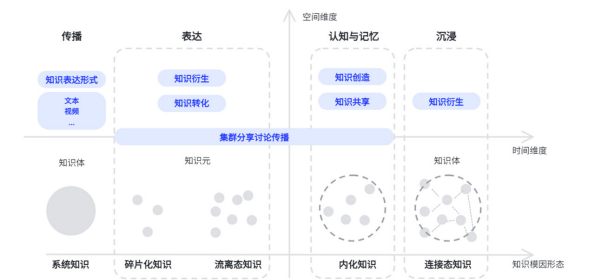 空间维度
传播
表达
认知与记忆
沉浸
知识表达形式
知识衍生
知识创造
文本
视频
...
知识转化
知识共享
知识衍生
集群分享讨论传播
时间维度
知识体
知识元
知识体
系统知识
碎片化知识
流离态知识
内化知识
连接态知识
知识模因形态